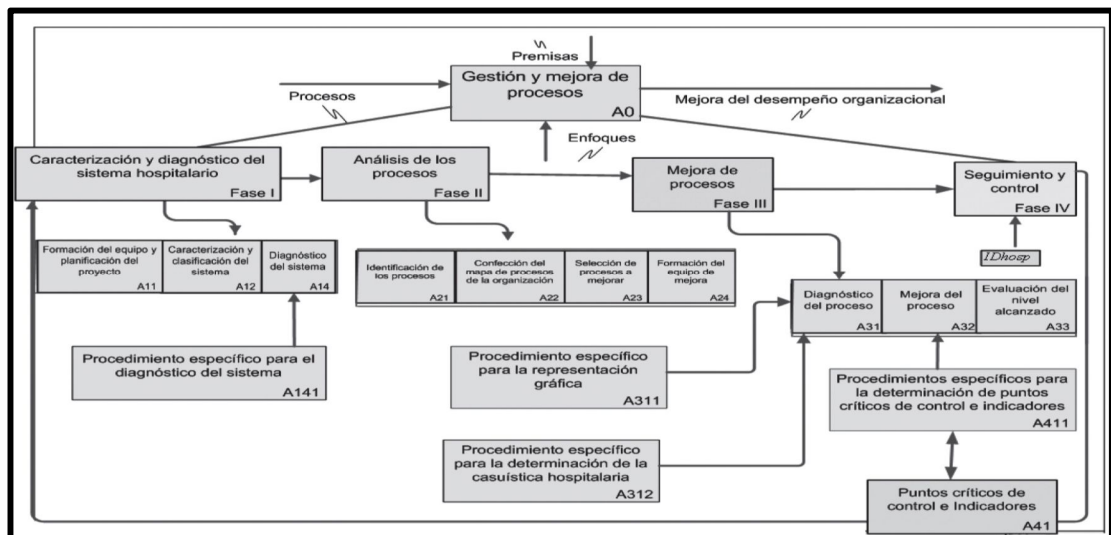 Premisas
Gestión y mejora de
procesos
A0
Procesos
Mejora del desempeño organizacional
Enfoques
Caracterización y diagnóstico del
sistema hospitalario
Fase I
Análisis de los
procesos
Fase II
Mejora de
procesos
Fase III
Seguimiento y
control
Fase IV
IDhosp
Formación del equipo y
planificación del
proyecto
A11
Caracterización y
clasificación del
sistema
A12
Diagnóstico
del sistema
A14
Identificación de
los procesos
A21
Confección del
mapa de procesos
de la organización
A22
Selección de
procesos a
mejorar
A23
Formación del
equipo de
mejora
A24
Diagnóstico
del proceso
A31
Mejora del
proceso
A32
Evaluación del
nivel
alcanzado
A33
Procedimiento específico para el
diagnóstico del sistema
A141
Procedimiento específico
para la representación
gráfica
A311
Procedimientos específicos para
la determinación de puntos
críticos de control e indicadores
A411
Procedimiento específico
para la determinación de la
casuística hospitalaria
A312
Puntos críticos de
control e Indicadores
A41